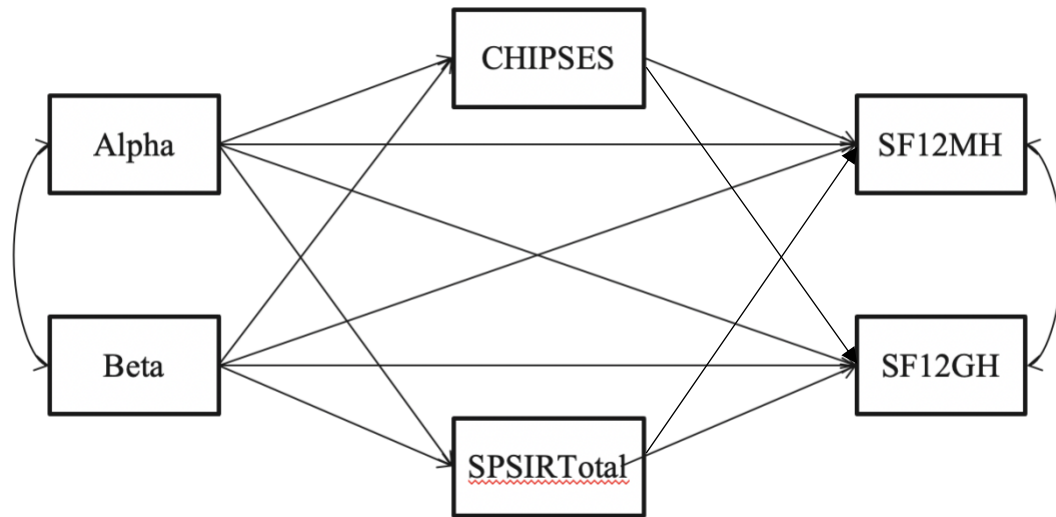 CHIPSES
Alpha
SF12MH
Beta
SF12GH
SPSIRTotal